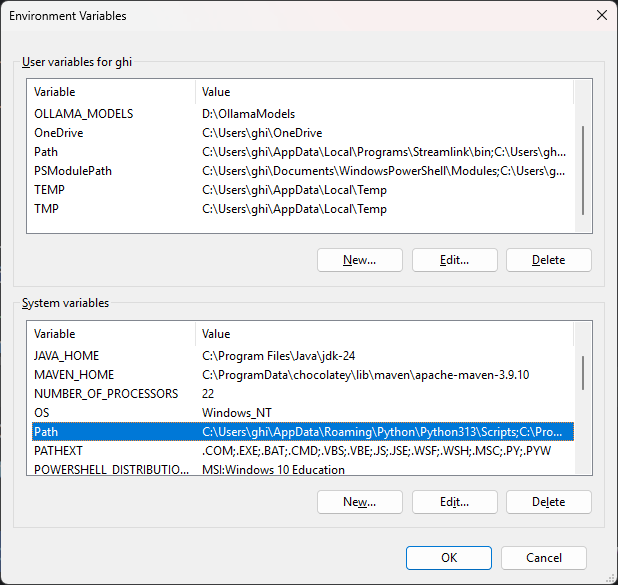 Environment Variables
User variables for ghi
Variable Value
OLLAMA_MODELS D:\OllamaModels
OneDrive C:\Users\ghi\OneDrive
Path C:\Users\ghi\AppData\Local\Programs\Streamlink\bin;C:\Users\gh...
PSModulePath C:\Users\ghi\Documents\WindowsPowerShell\Modules;C:\Users\g...
TEMP C:\Users\ghi\AppData\Local\Temp
TMP C:\Users\ghi\AppData\Local\Temp
New... Edit... Delete
System variables
Variable Value
JAVA_HOME C:\Program Files\Java\jdk-24
MAVEN_HOME C:\ProgramData\chocolatey\lib\maven\apache-maven-3.9.10
NUMBER_OF_PROCESSORS 22
OS Windows_NT
Path C:\Users\ghi\AppData\Roaming\Python\Python313\Scripts;C:\Pro...
PATHEXT .COM;.EXE;.BAT;.CMD;.VBS;.VBE;.JS;.JSE;.WSF;.WSH;.MSC;.PY;.PYW
POWERSHELL_DISTRIBUTIO... MSI:Windows 10 Education
New... Edit... Delete
OK Cancel